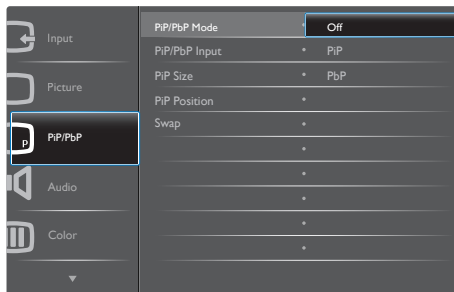 Input
Picture
P
PiP/PbP
Audio
Color
PiP/PbP Mode
PiP/PbP Input
PiP Size
PiP Position
Swap
Off
PiP
PbP